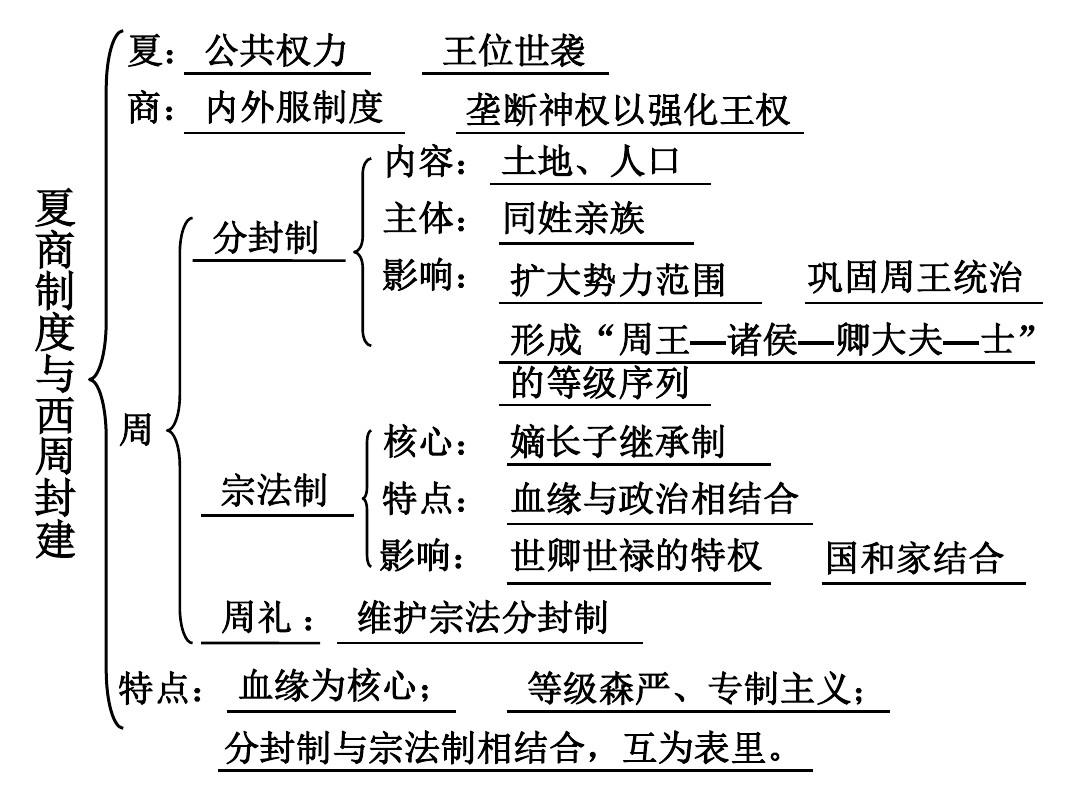 夏商制度与西周封建
夏：公共权力 王位世袭
商：内外服制度 垄断神权以强化王权
周
分封制
内容：土地、人口
主体：同姓亲族
影响：扩大势力范围 巩固周王统治
形成“周王—诸侯—卿大夫—士”
的等级序列
宗法制
核心：嫡长子继承制
特点：血缘与政治相结合
影响：世卿世禄的特权 国和家结合
周礼：维护宗法分封制
特点：血缘为核心； 等级森严、专制主义；
分封制与宗法制相结合，互为表里。